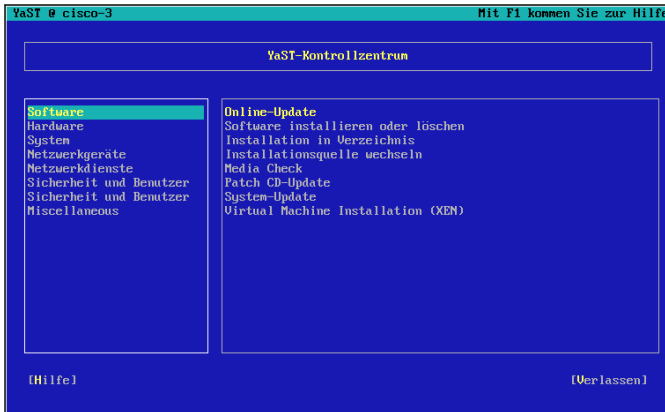 YaST @ cisco-3 Mit F1 kommen Sie zur Hilfe
YaST-Kontrollzentrum
Software
Hardware
System
Netzwerkgeräte
Netzwerkdienste
Sicherheit und Benutzer
Sicherheit und Benutzer
Miscellaneous
Online-Update
Software installieren oder löschen
Installation in Verzeichnis
Installationsquelle wechseln
Media Check
Patch CD-Update
System-Update
Virtual Machine Installation (XEN)
[Hilfe] [Verlassen]